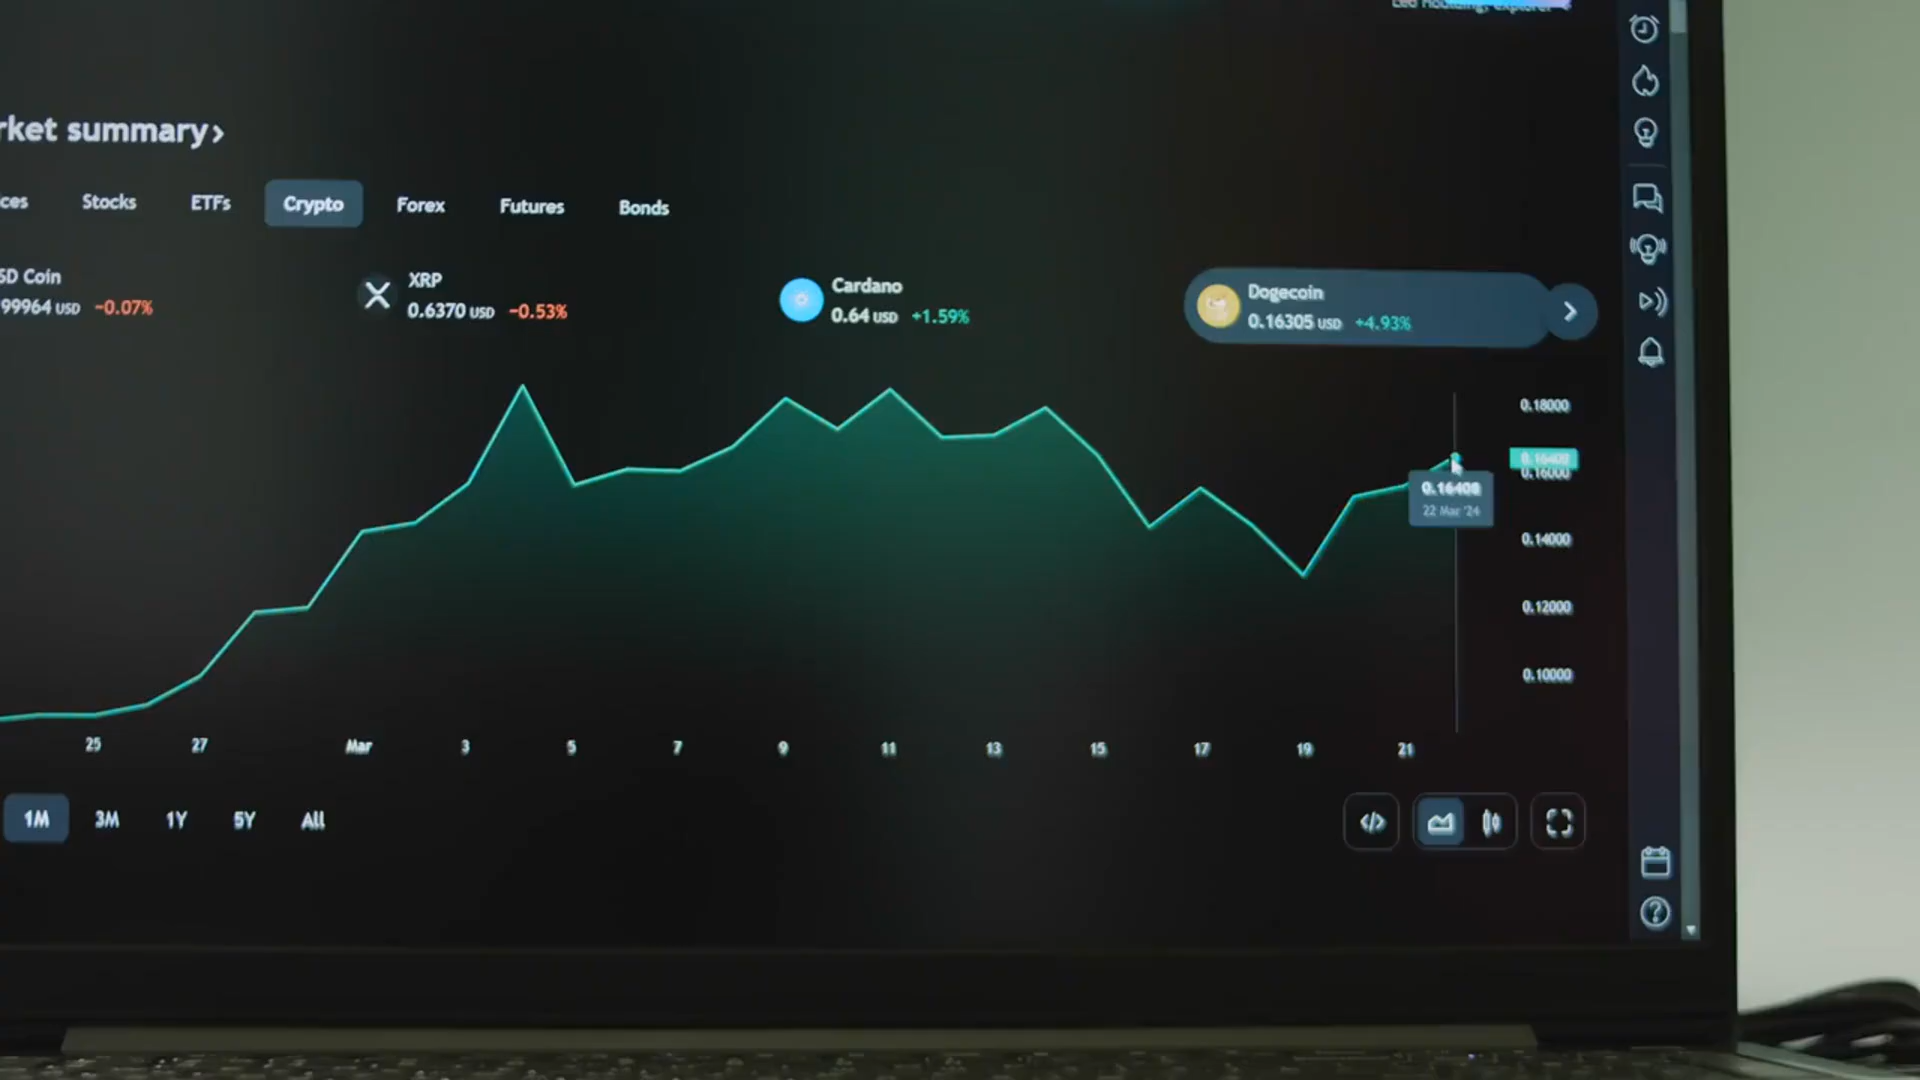 rket summary›
ces Stocks ETFs Crypto Forex Futures Bonds
SD Coin
99964 USD −0.07%
XRP
0.6370 USD −0.53%
Cardano
0.64 USD +1.59%
Dogecoin
0.16305 USD +4.93%
0.18000
0.16408
0.16000
0.14000
0.12000
0.10000
0.16408
22 Mar '24
25 27 Mar 3 5 7 9 11 13 15 17 19 21
1M 3M 1Y 5Y All